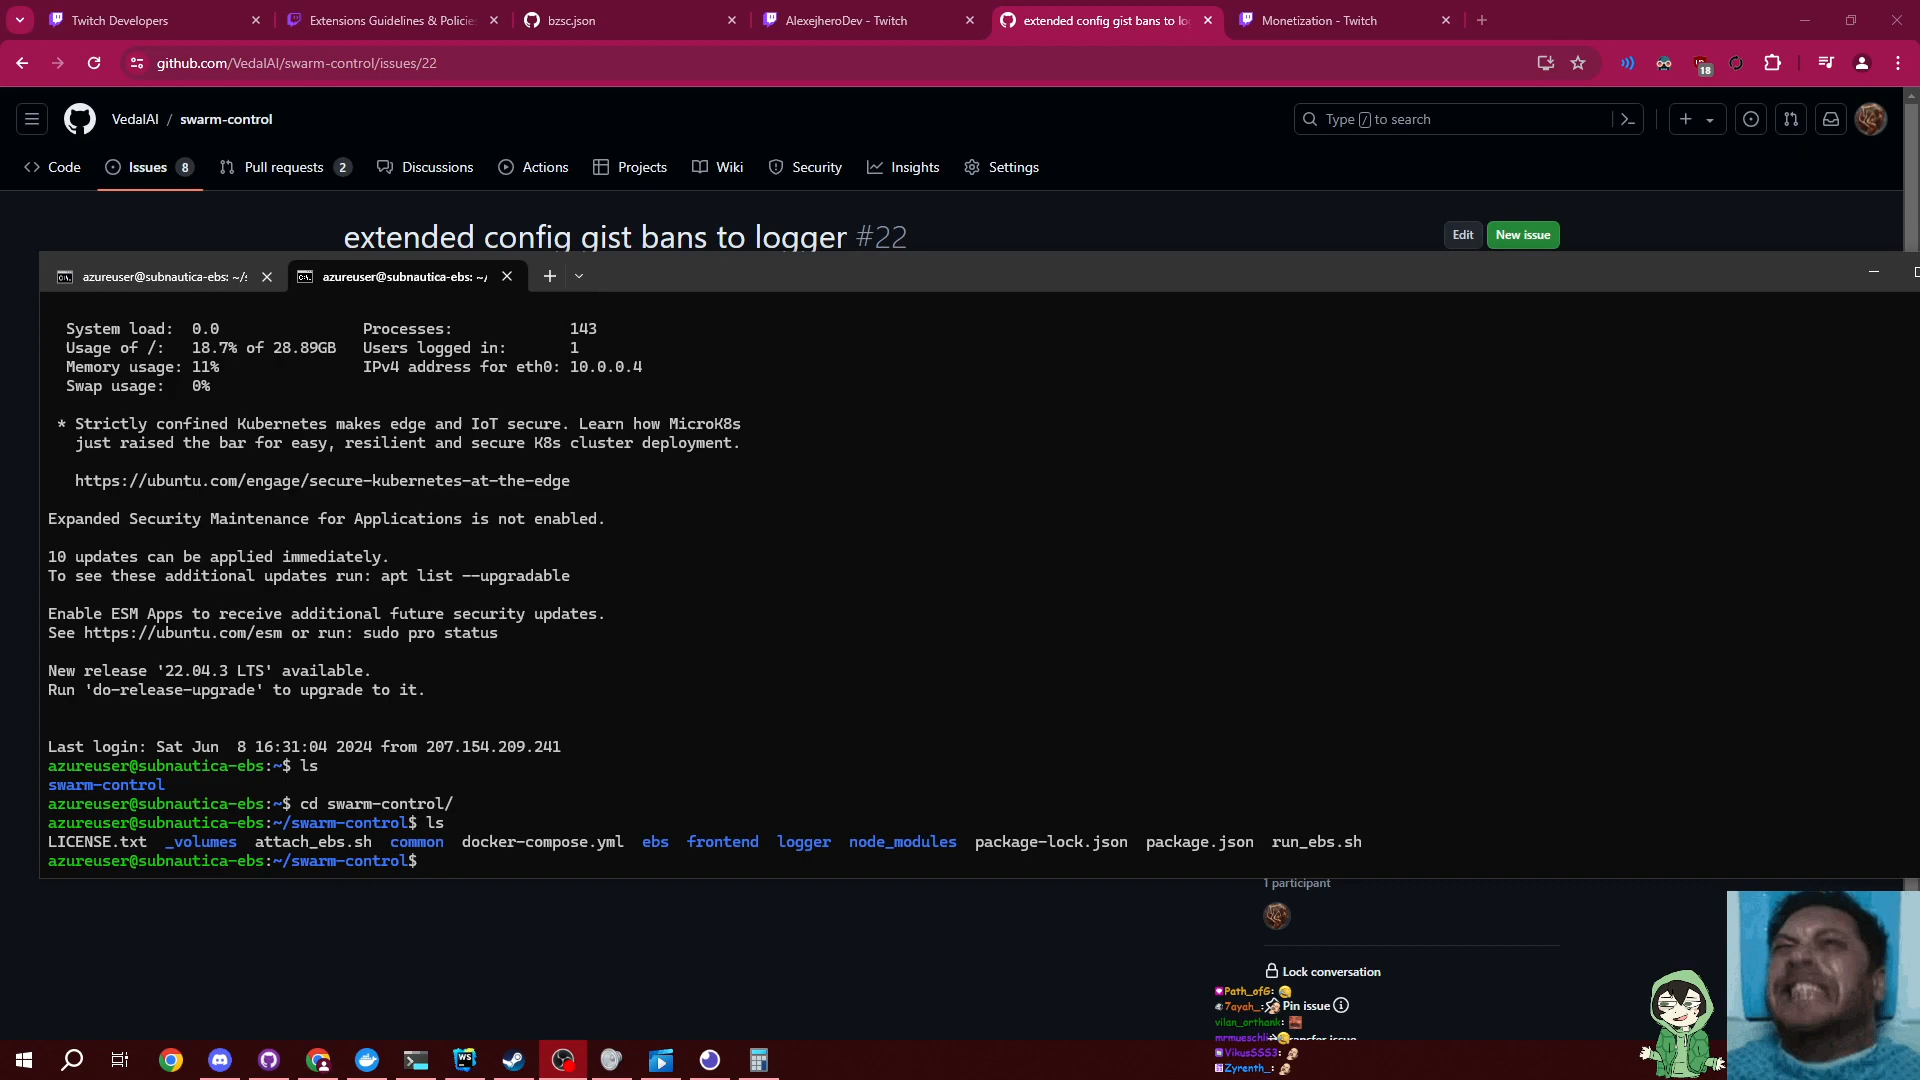 Twitch Developers
Extensions Guidelines & Policies
bzsc.json
AlexejheroDev - Twitch
extended config gist bans to lo
Monetization - Twitch
github.com/VedalAI/swarm-control/issues/22
18
VedalAI / swarm-control
Type / to search
Code
Issues 8
Pull requests 2
Discussions
Actions
Projects
Wiki
Security
Insights
Settings
extended config gist bans to logger #22
Edit
New issue
azureuser@subnautica-ebs: ~/s
azureuser@subnautica-ebs: ~/
System load: 0.0 Processes: 143
Usage of /: 18.7% of 28.89GB Users logged in: 1
Memory usage: 11% IPv4 address for eth0: 10.0.0.4
Swap usage: 0%
* Strictly confined Kubernetes makes edge and IoT secure. Learn how MicroK8s
just raised the bar for easy, resilient and secure K8s cluster deployment.
https://ubuntu.com/engage/secure-kubernetes-at-the-edge
Expanded Security Maintenance for Applications is not enabled.
10 updates can be applied immediately.
To see these additional updates run: apt list --upgradable
Enable ESM Apps to receive additional future security updates.
See https://ubuntu.com/esm or run: sudo pro status
New release '22.04.3 LTS' available.
Run 'do-release-upgrade' to upgrade to it.
Last login: Sat Jun  8 16:31:04 2024 from 207.154.209.241
azureuser@subnautica-ebs:~$ ls
swarm-control
azureuser@subnautica-ebs:~$ cd swarm-control/
azureuser@subnautica-ebs:~/swarm-control$ ls
LICENSE.txt _volumes attach_ebs.sh common docker-compose.yml ebs frontend logger node_modules package-lock.json package.json run_ebs.sh
azureuser@subnautica-ebs:~/swarm-control$
1 participant
Lock conversation
Path_ofG:
7ayah_:
Pin issue
vilan_orthank:
Transfer issue
VikusSSS3:
Zyrenth_: